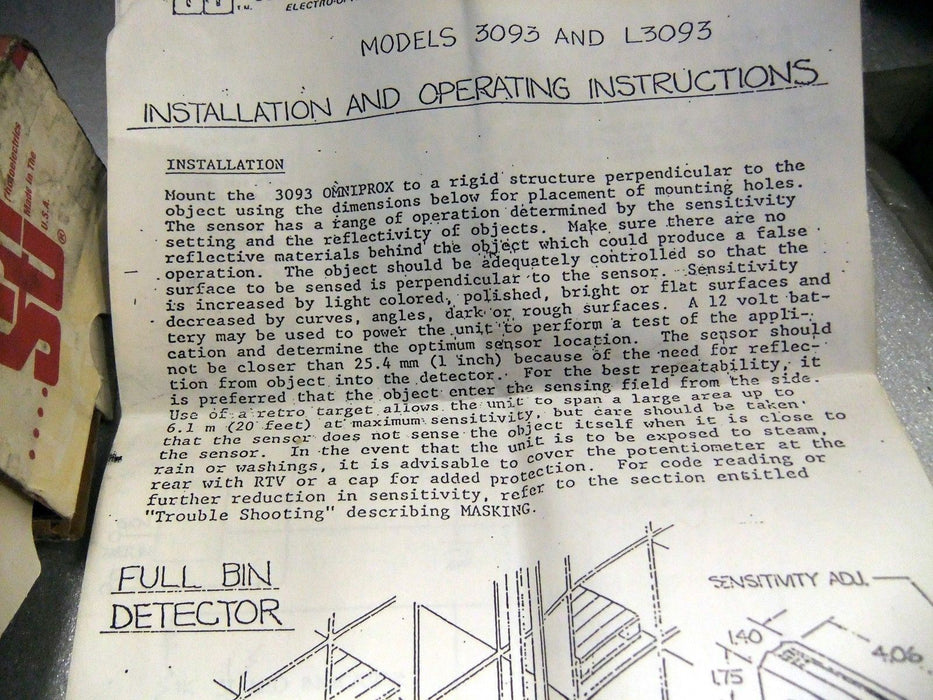 T.M.
MODELS 3093 AND L3093
INSTALLATION AND OPERATING INSTRUCTIONS
INSTALLATION
Mount the 3093 OMNIPROX to a rigid structure perpendicular to the
object using the dimensions below for placement of mounting holes.
The sensor has a range of operation determined by the sensitivity
setting and the reflectivity of objects. Make sure there are no
reflective materials behind the object which could produce a false
operation. The object should be adequately controlled so that the
surface to be sensed is perpendicular to the sensor. Sensitivity
is increased by light colored, polished, bright or flat surfaces and
decreased by curves, angles, dark or rough surfaces. A 12 volt bat-
tery may be used to power the unit to perform a test of the appli-
cation and determine the optimum sensor location. The sensor should
not be closer than 25.4 mm (1 inch) because of the need for reflec-
tion from object into the detector. For the best repeatability, it
is preferred that the object enter the sensing field from the side.
Use of a retro target allows the unit to span a large area up to
6.1 m (20 feet) at maximum sensitivity, but care should be taken
that the sensor does not sense the object itself when it is close to
the sensor. In the event that the unit is to be exposed to steam,
rain or washings, it is advisable to cover the potentiometer at the
rear with RTV or a cap for added protection. For code reading or
further reduction in sensitivity, refer to the section entitled
"Trouble Shooting" describing MASKING.
FULL BIN
DETECTOR
SENSITIVITY ADJ.
1.40
4.06
1.75
Photoelectrics
Made in The
U.S.A.
®